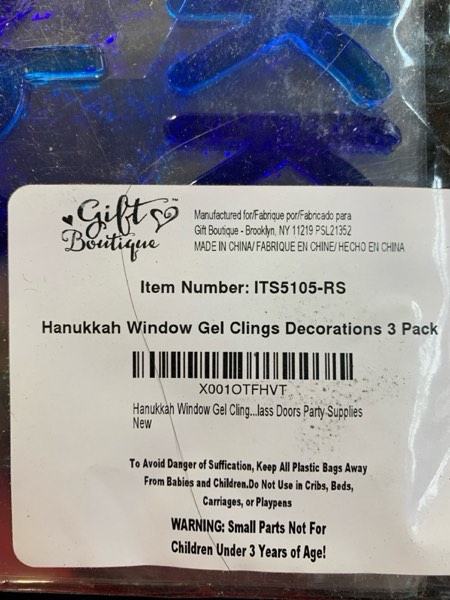 Gift
Boutique
™
Manufactured for/Fabrique por/Fabricado para
Gift Boutique - Brooklyn, NY 11219 PSL21352
MADE IN CHINA/ FABRIQUE EN CHINE/ HECHO EN CHINA
Item Number: ITS5105-RS
Hanukkah Window Gel Clings Decorations 3 Pack
X001OTFHVT
Hanukkah Window Gel Cling...lass Doors Party Supplies
New
To Avoid Danger of Suffication, Keep All Plastic Bags Away
From Babies and Children.Do Not Use in Cribs, Beds,
Carriages, or Playpens
WARNING: Small Parts Not For
Children Under 3 Years of Age!